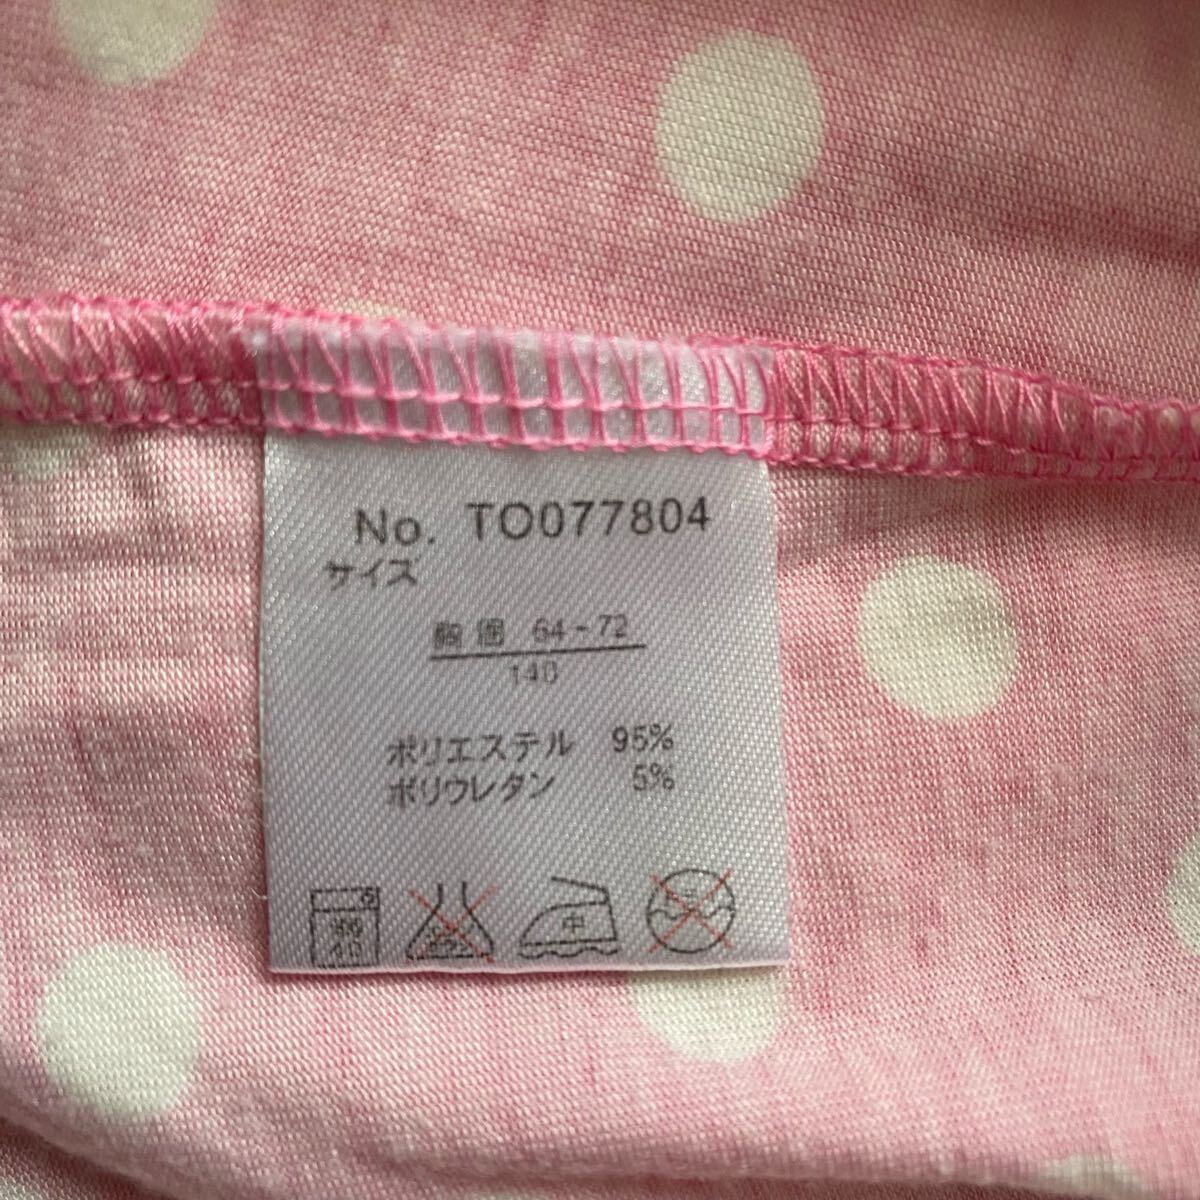 No. TO077804
サイズ
胸囲 64-72
140
ポリエステル 95%
ポリウレタン 5%
40
中